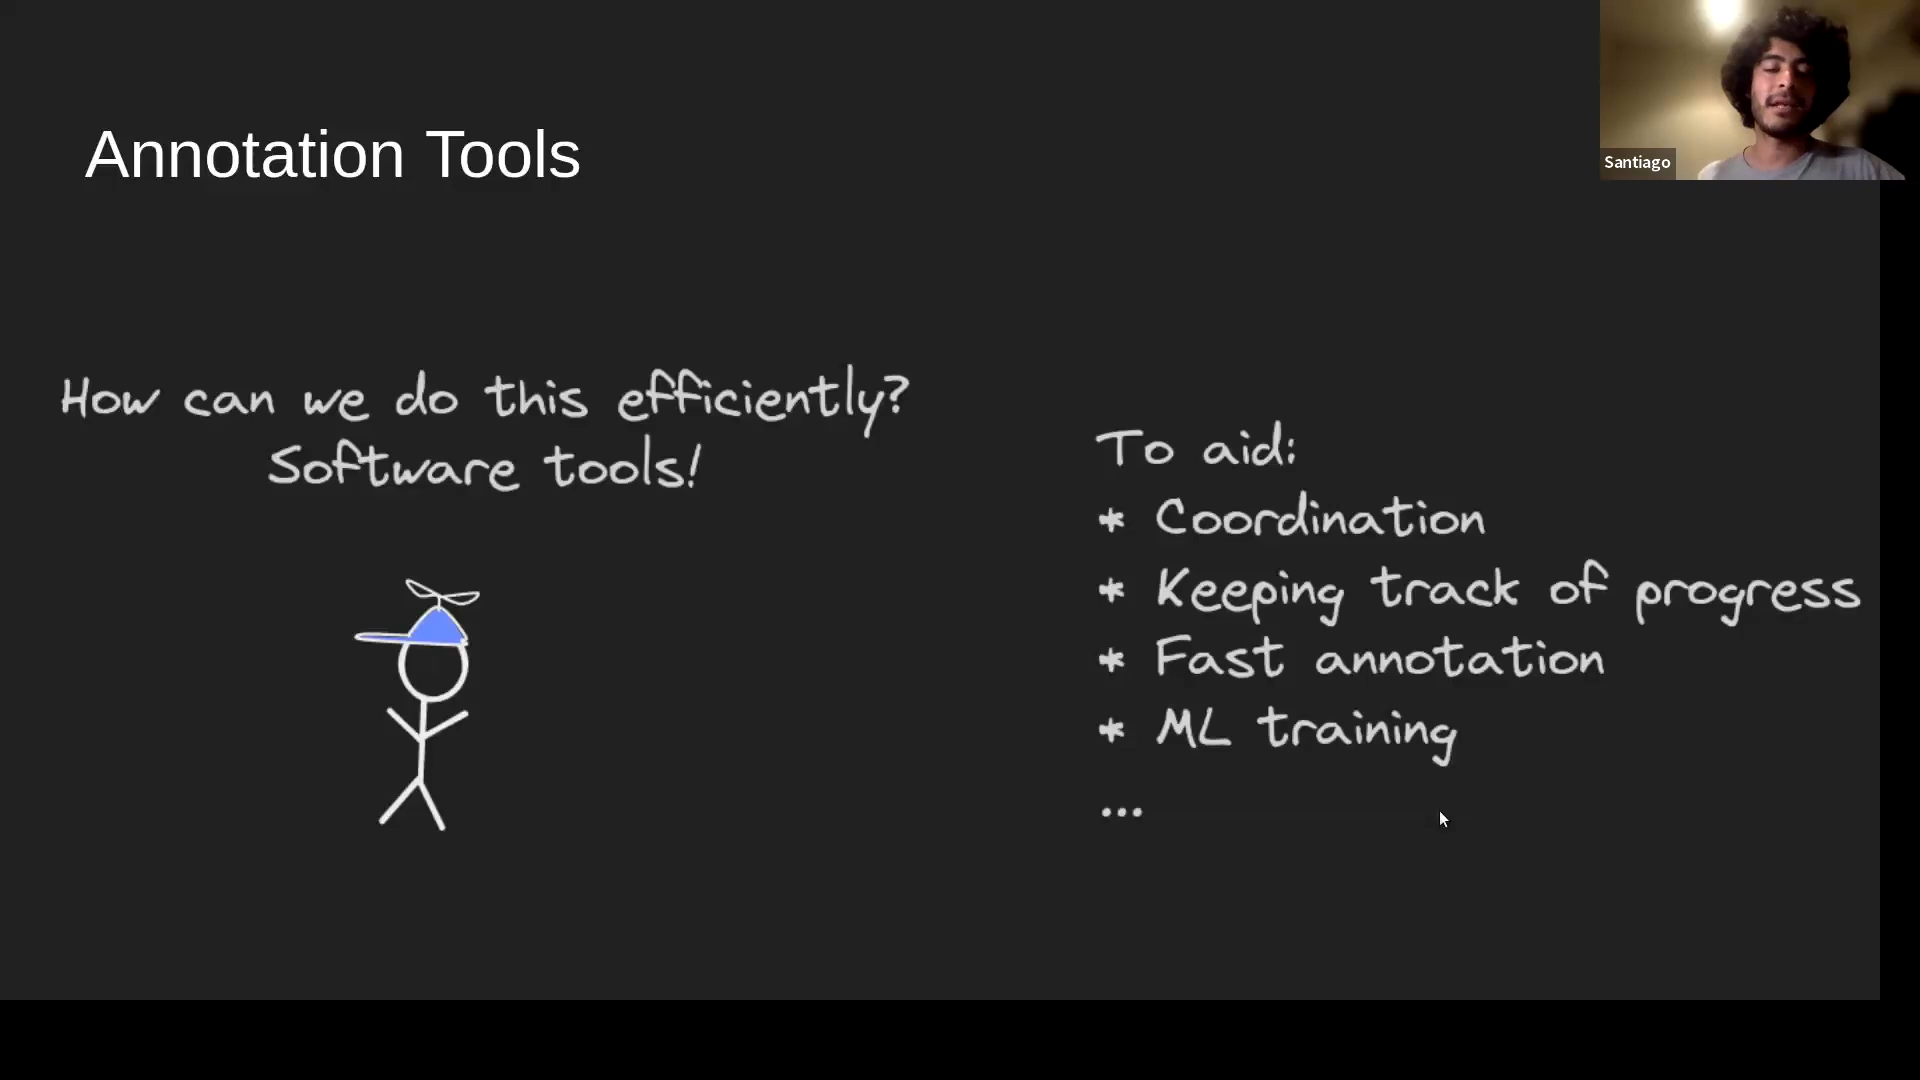 Annotation Tools
Santiago
How can we do this efficiently?
Software tools!
To aid:
* Coordination
* Keeping track of progress
* Fast annotation
* ML training
...